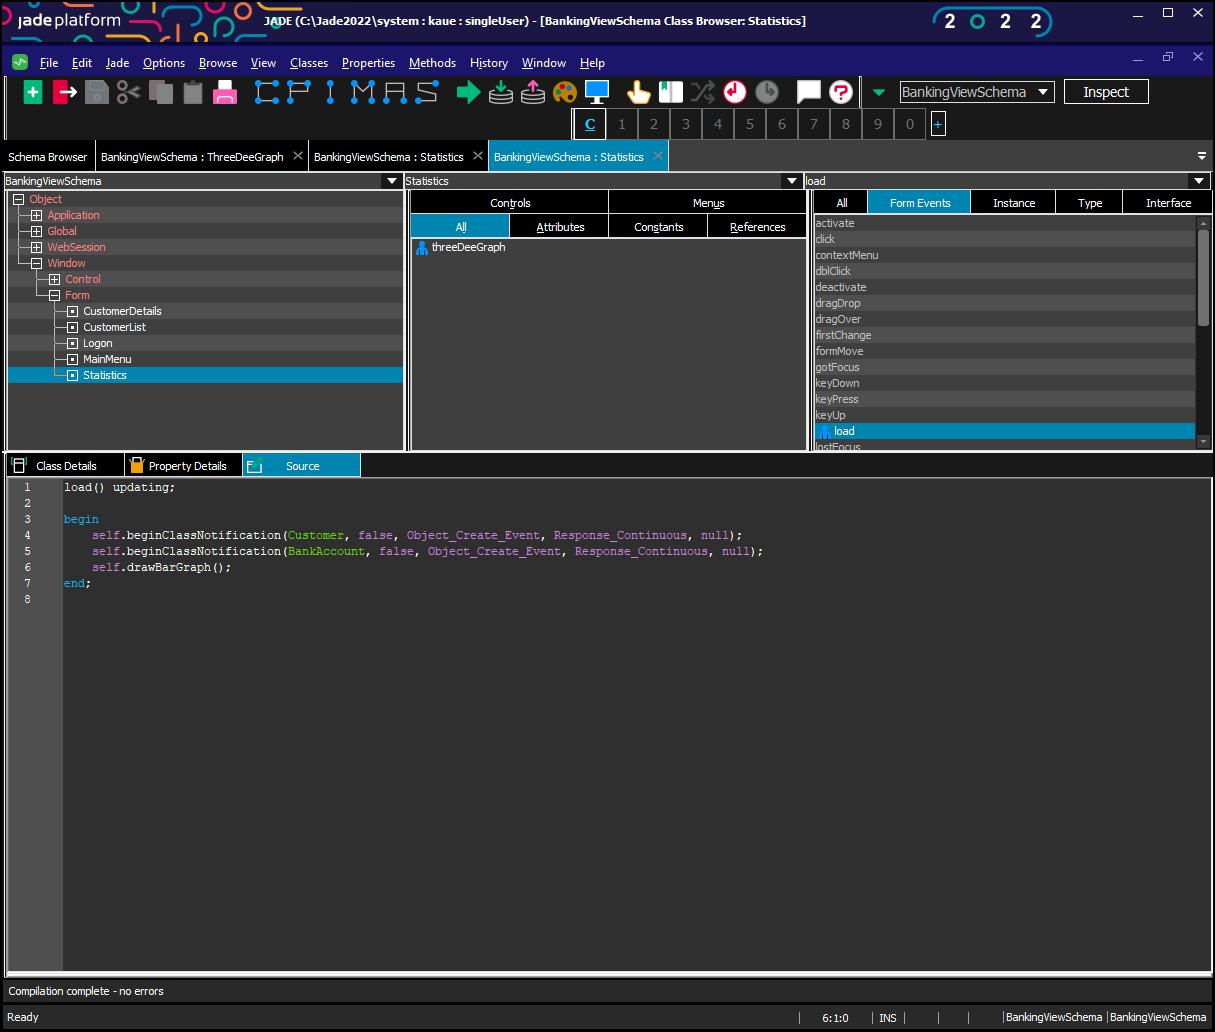 jadeplatform
JADE (C:\Jade2022\system : kaue : singleUser) - [BankingViewSchema Class Browser: Statistics]
2 0 2 2
File Edit Jade Options Browse View Classes Properties Methods History Window Help
C P I M A S
BankingViewSchema
Inspect
C 1 2 3 4 5 6 7 8 9 0 +
Schema Browser
BankingViewSchema : ThreeDeeGraph
BankingViewSchema : Statistics
BankingViewSchema : Statistics
BankingViewSchema
Object
Application
Global
WebSession
Window
Control
Form
CustomerDetails
CustomerList
Logon
MainMenu
Statistics
Statistics
Controls Menus
All Attributes Constants References
threeDeeGraph
load
All Form Events Instance Type Interface
activate
click
contextMenu
dblClick
deactivate
dragDrop
dragOver
firstChange
formMove
gotFocus
keyDown
keyPress
keyUp
load
lostFocus
Class Details Property Details Source
1 load() updating;
2
3 begin
4 self.beginClassNotification(Customer, false, Object_Create_Event, Response_Continuous, null);
5 self.beginClassNotification(BankAccount, false, Object_Create_Event, Response_Continuous, null);
6 self.drawBarGraph();
7 end;
8
Compilation complete - no errors
Ready 6:1:0 INS BankingViewSchema BankingViewSchema